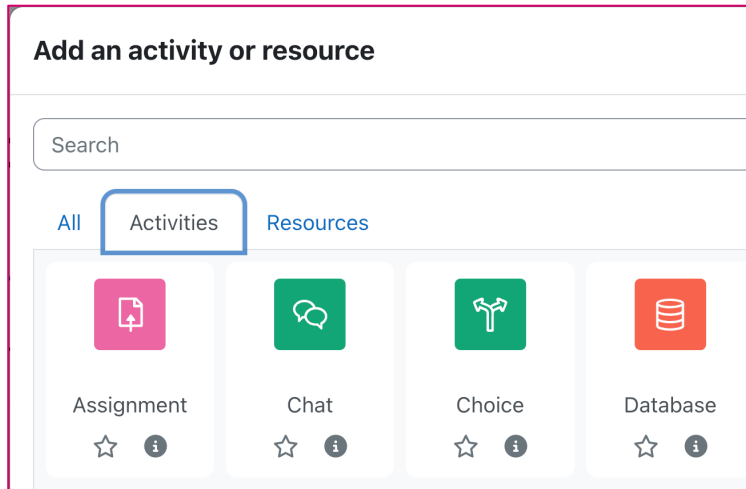 Add an activity or resource
Search
All Activities Resources
Assignment Chat Choice Database